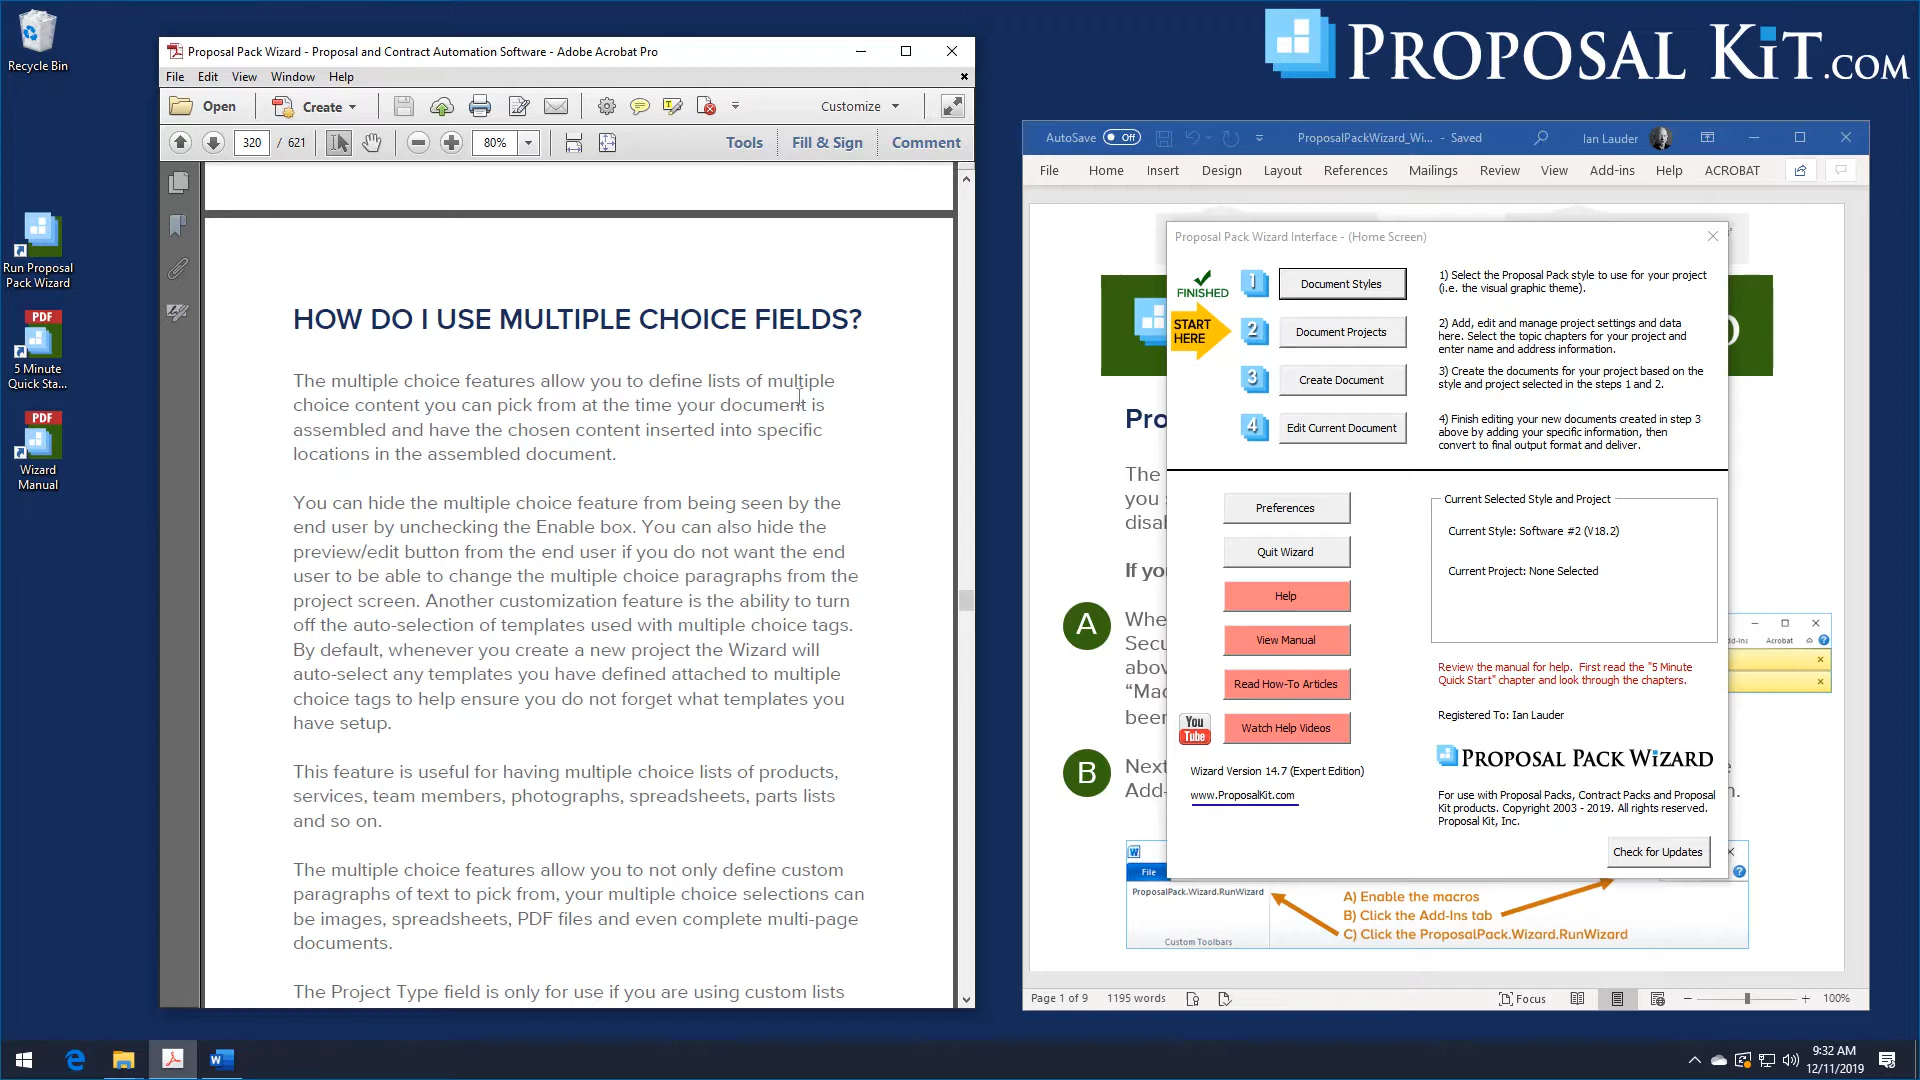 Recycle Bin
Run Proposal
Pack Wizard
PDF
5 Minute
Quick Sta...
PDF
Wizard
Manual
Proposal Pack Wizard - Proposal and Contract Automation Software - Adobe Acrobat Pro
File Edit View Window Help
Open Create Customize
320 / 621 80% Tools Fill & Sign Comment
HOW DO I USE MULTIPLE CHOICE FIELDS?
The multiple choice features allow you to define lists of multiple
choice content you can pick from at the time your document is
assembled and have the chosen content inserted into specific
locations in the assembled document.
You can hide the multiple choice feature from being seen by the
end user by unchecking the Enable box. You can also hide the
preview/edit button from the end user if you do not want the end
user to be able to change the multiple choice paragraphs from the
project screen. Another customization feature is the ability to turn
off the auto-selection of templates used with multiple choice tags.
By default, whenever you create a new project the Wizard will
auto-select any templates you have defined attached to multiple
choice tags to help ensure you do not forget what templates you
have setup.
This feature is useful for having multiple choice lists of products,
services, team members, photographs, spreadsheets, parts lists
and so on.
The multiple choice features allow you to not only define custom
paragraphs of text to pick from, your multiple choice selections can
be images, spreadsheets, PDF files and even complete multi-page
documents.
The Project Type field is only for use if you are using custom lists
PROPOSAL KIT.COM
AutoSave Off ProposalPackWizard_Wi... - Saved Ian Lauder
File Home Insert Design Layout References Mailings Review View Add-ins Help ACROBAT
Proposal Pack Wizard Interface - (Home Screen)
FINISHED 1 Document Styles
1) Select the Proposal Pack style to use for your project
(i.e. the visual graphic theme).
START
HERE
2 Document Projects
2) Add, edit and manage project settings and data
here. Select the topic chapters for your project and
enter name and address information.
3 Create Document
3) Create the documents for your project based on the
style and project selected in the steps 1 and 2.
4 Edit Current Document
4) Finish editing your new documents created in step 3
above by adding your specific information, then
convert to final output format and deliver.
Preferences
Quit Wizard
Help
View Manual
Read How-To Articles
You
Tube
Watch Help Videos
Wizard Version 14.7 (Expert Edition)
www.ProposalKit.com
Current Selected Style and Project
Current Style: Software #2 (V18.2)
Current Project: None Selected
Review the manual for help. First read the "5 Minute
Quick Start" chapter and look through the chapters.
Registered To: Ian Lauder
PROPOSAL PACK WIZARD
For use with Proposal Packs, Contract Packs and Proposal
Kit products. Copyright 2003 - 2019. All rights reserved.
Proposal Kit, Inc.
Check for Updates
Pro
The
you
disa
If you
A
Whe
Secu
abov
“Mac
been
B
Next
Add-
dd-Ins Acrobat
File
ProposalPack.Wizard.RunWizard
Custom Toolbars
A) Enable the macros
B) Click the Add-Ins tab
C) Click the ProposalPack.Wizard.RunWizard
Page 1 of 9 1195 words Focus 100%
9:32 AM
12/11/2019